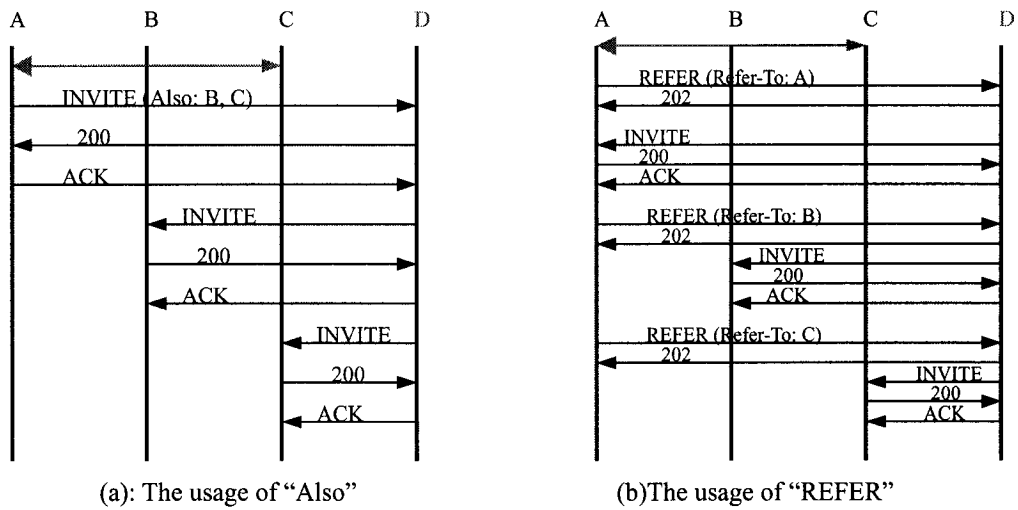 A B C D
INVITE (Also: B, C)
200
ACK
INVITE
200
ACK
INVITE
200
ACK
(a): The usage of “Also”
A B C D
REFER (Refer-To: A)
202
INVITE
200
ACK
REFER (Refer-To: B)
202
INVITE
200
ACK
REFER (Refer-To: C)
202
INVITE
200
ACK
(b)The usage of “REFER”